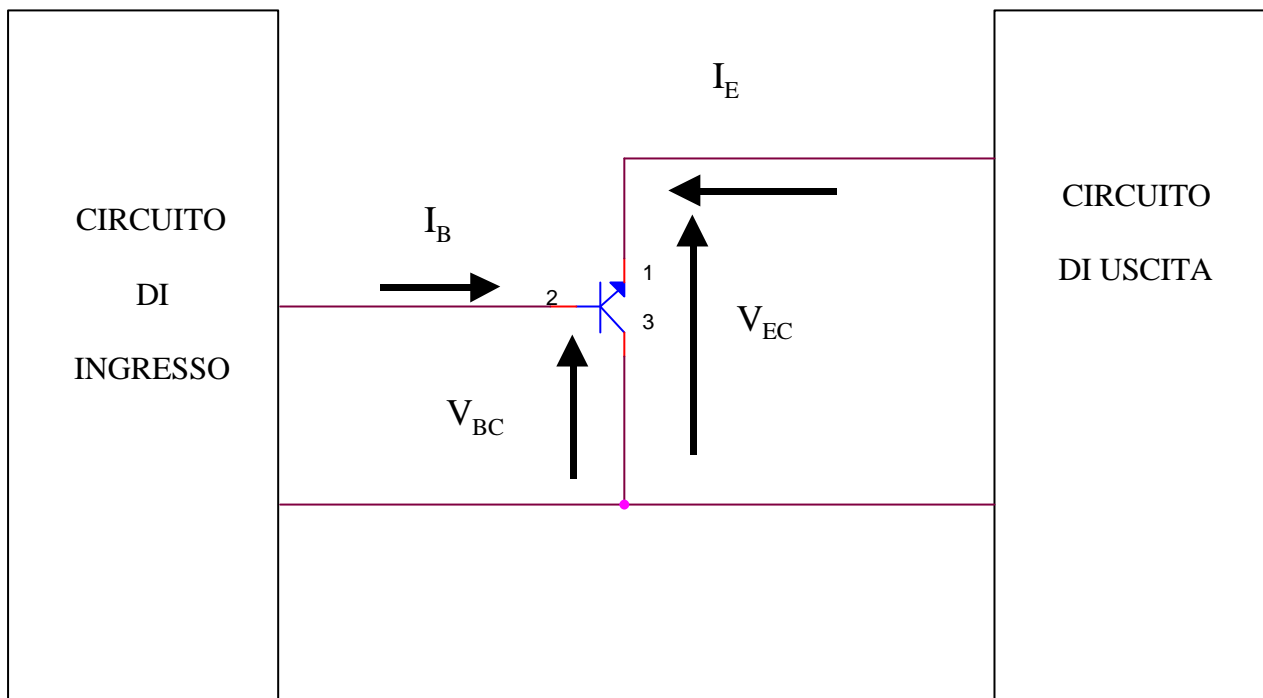 I_E
CIRCUITO
DI
INGRESSO
I_B
CIRCUITO
DI USCITA
1
2
3
V_EC
V_BC